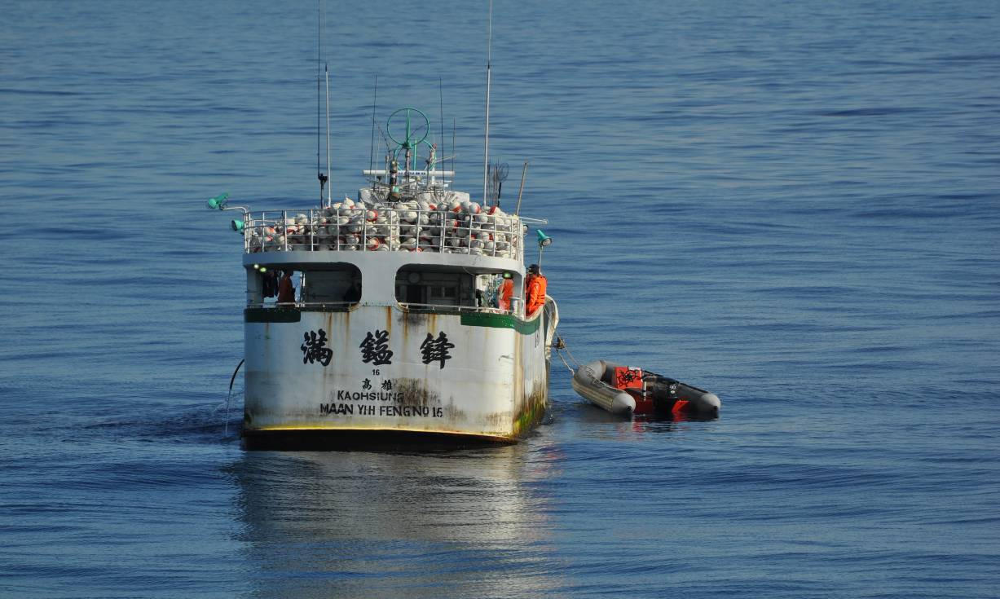 滿鎰鋒
16
高雄
KAOHSIUNG
MAAN YIH FENG NO 16